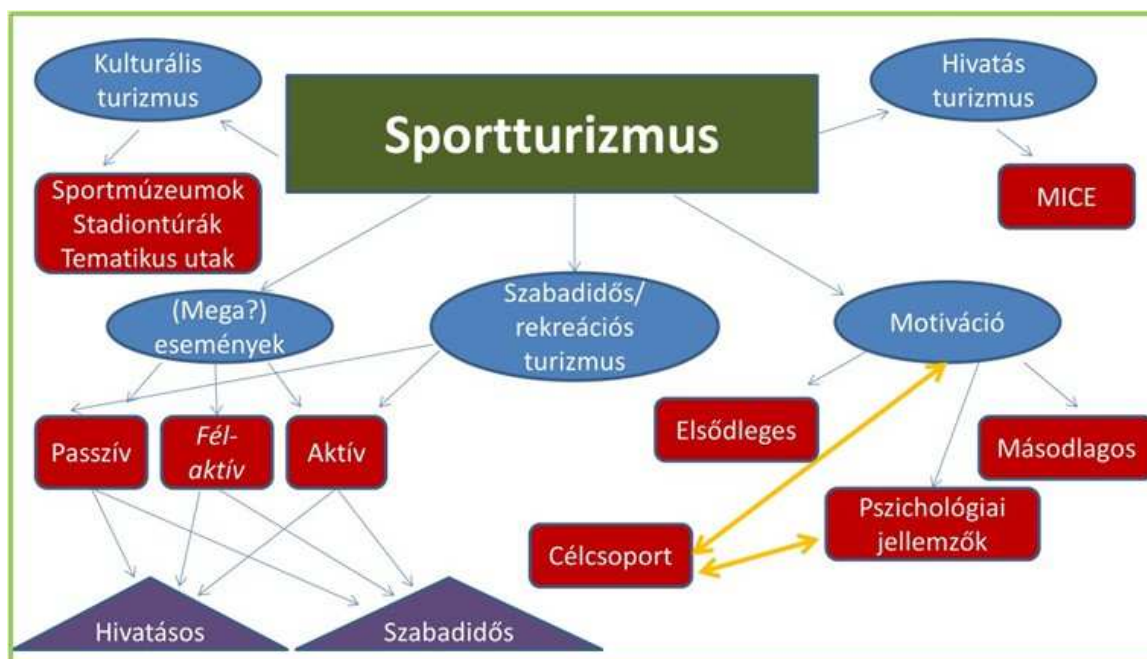 Kulturális
turizmus
Sportturizmus
Hivatás
turizmus
Sportmúzeumok
Stadiontúrák
Tematikus utak
MICE
(Mega?)
események
Szabadidős/
rekreációs
turizmus
Motiváció
Passzív
Fél-
aktív
Aktív
Elsődleges
Másodlagos
Célcsoport
Pszichológiai
jellemzők
Hivatásos
Szabadidős